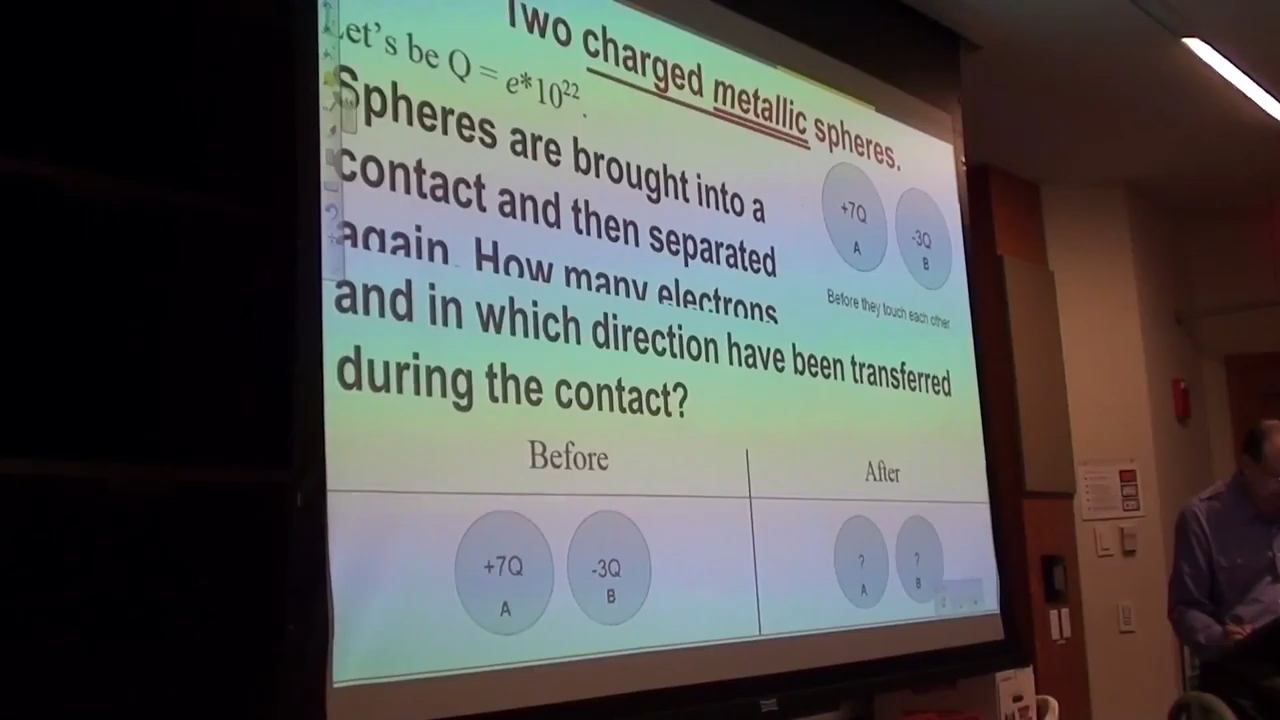 Two charged metallic spheres.
Let's be Q = e*10²².
Spheres are brought into a
contact and then separated
again. How many electrons
and in which direction have been transferred
during the contact?
+7Q
A
-3Q
B
Before they touch each other
Before
After
+7Q
A
-3Q
B
?
A
?
B